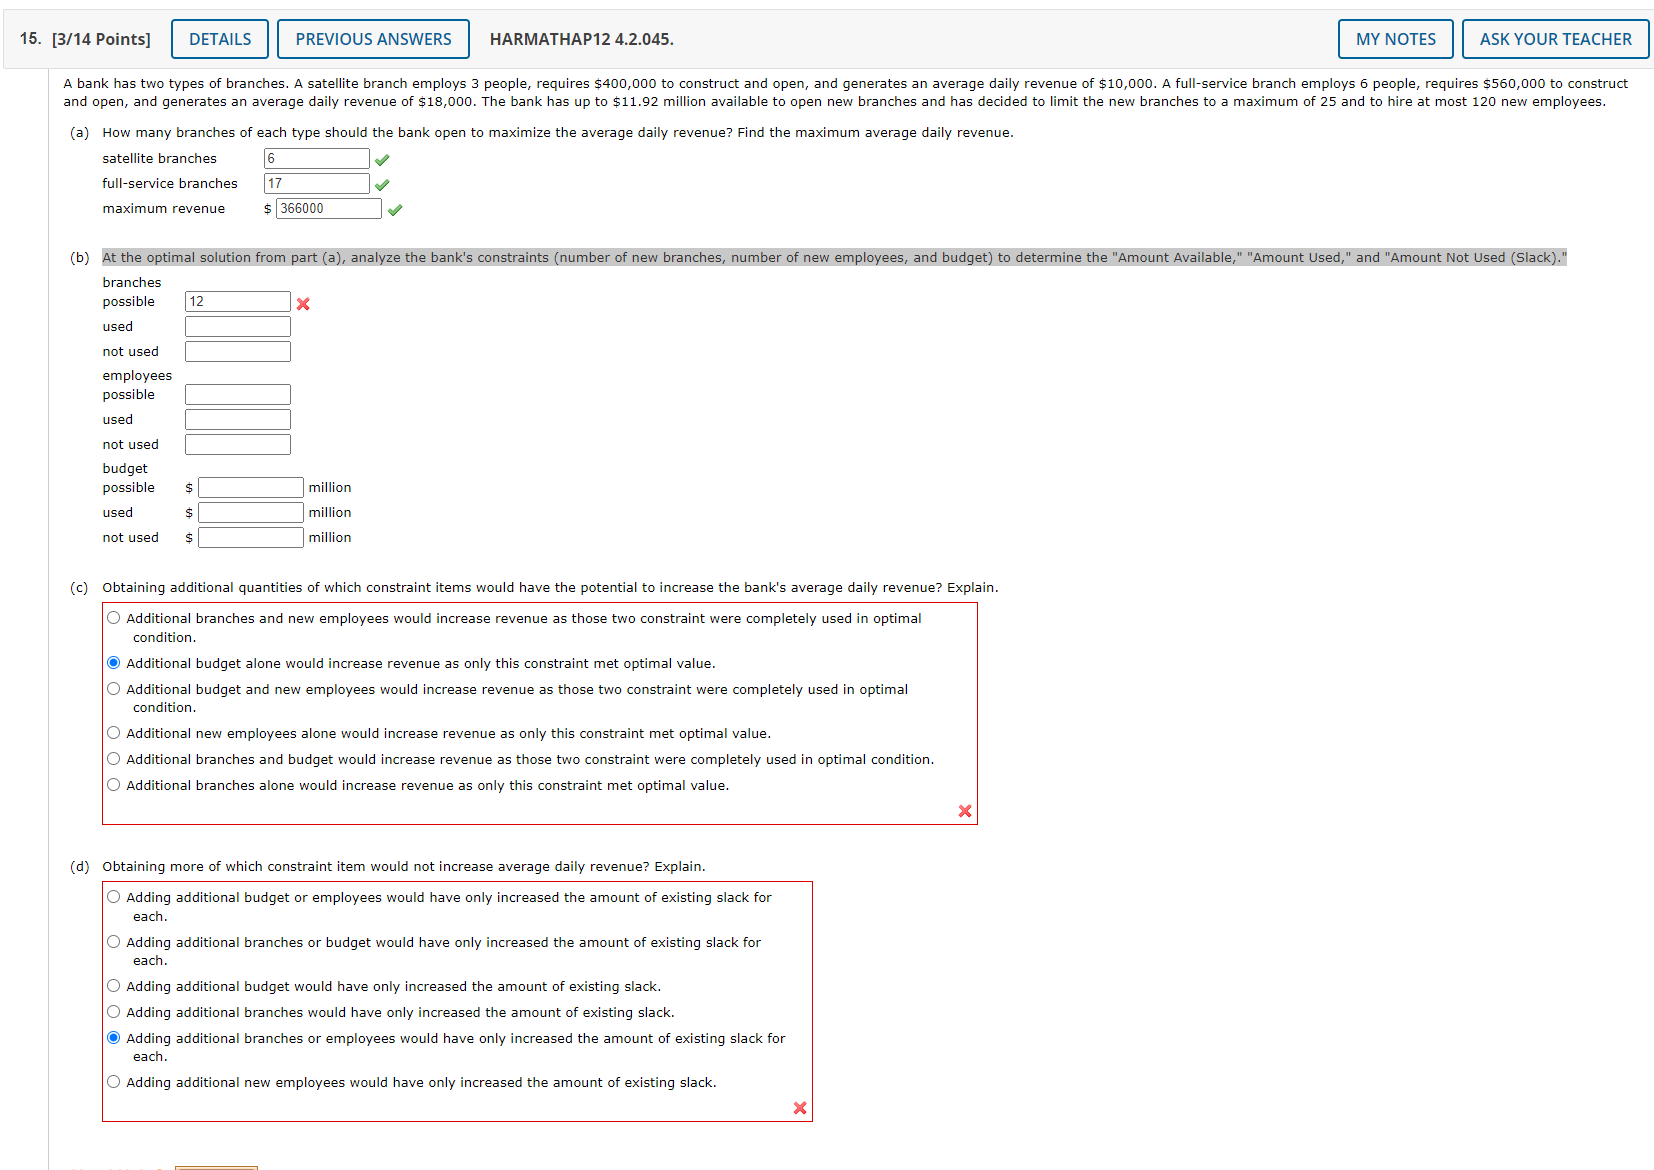 15. [3/14 Points] DETAILS PREVIOUS ANSWERS HARMATHAP12 4.2.045. MY NOTES ASK YOUR TEACHER
A bank has two types of branches. A satellite branch employs 3 people, requires $400,000 to construct and open, and generates an average daily revenue of $10,000. A full-service branch employs 6 people, requires $560,000 to construct
and open, and generates an average daily revenue of $18,000. The bank has up to $11.92 million available to open new branches and has decided to limit the new branches to a maximum of 25 and to hire at most 120 new employees.
(a) How many branches of each type should the bank open to maximize the average daily revenue? Find the maximum average daily revenue.
satellite branches 6
full-service branches 17
maximum revenue $ 366000
(b) At the optimal solution from part (a), analyze the bank's constraints (number of new branches, number of new employees, and budget) to determine the "Amount Available," "Amount Used," and "Amount Not Used (Slack)."
branches
possible 12
used
not used
employees
possible
used
not used
budget
possible $ million
used $ million
not used $ million
(c) Obtaining additional quantities of which constraint items would have the potential to increase the bank's average daily revenue? Explain.
Additional branches and new employees would increase revenue as those two constraint were completely used in optimal
condition.
Additional budget alone would increase revenue as only this constraint met optimal value.
Additional budget and new employees would increase revenue as those two constraint were completely used in optimal
condition.
Additional new employees alone would increase revenue as only this constraint met optimal value.
Additional branches and budget would increase revenue as those two constraint were completely used in optimal condition.
Additional branches alone would increase revenue as only this constraint met optimal value.
(d) Obtaining more of which constraint item would not increase average daily revenue? Explain.
Adding additional budget or employees would have only increased the amount of existing slack for
each.
Adding additional branches or budget would have only increased the amount of existing slack for
each.
Adding additional budget would have only increased the amount of existing slack.
Adding additional branches would have only increased the amount of existing slack.
Adding additional branches or employees would have only increased the amount of existing slack for
each.
Adding additional new employees would have only increased the amount of existing slack.